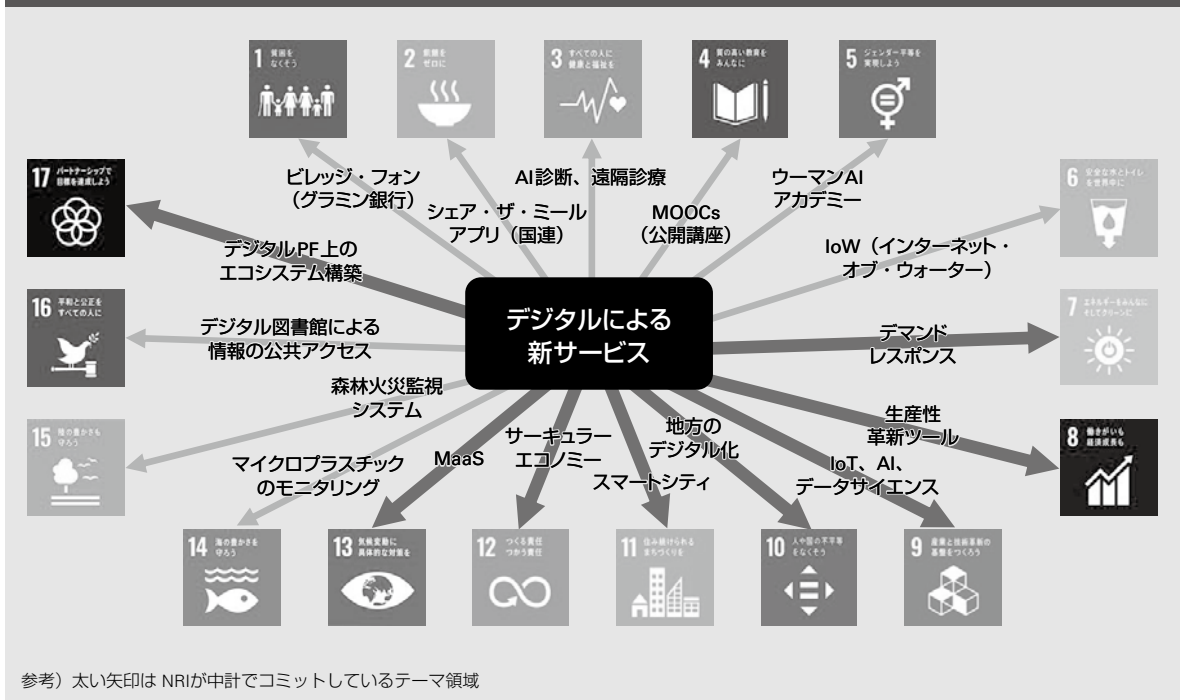 1 貧困を
なくそう
2 飢餓を
ゼロに
3 すべての人に
健康と福祉を
4 質の高い教育を
みんなに
5 ジェンダー平等を
実現しよう
17 パートナーシップで
目標を達成しよう
6 安全な水とトイレ
を世界中に
ビレッジ・フォン
(グラミン銀行)
シェア・ザ・ミール
アプリ(国連)
AI診断、遠隔診療
MOOCs
(公開講座)
ウーマンAI
アカデミー
IoW(インターネット・
オブ・ウォーター)
デジタルPF上の
エコシステム構築
16 平和と公正を
すべての人に
デジタル図書館による
情報の公共アクセス
デジタルによる
新サービス
デマンド
レスポンス
7 エネルギーをみんなに
そしてクリーンに
森林火災監視
システム
15 陸の豊かさも
守ろう
マイクロプラスチック
のモニタリング
MaaS
サーキュラー
エコノミー
スマートシティ
地方の
デジタル化
IoT、AI、
データサイエンス
生産性
革新ツール
8 働きがいも
経済成長も
14 海の豊かさを
守ろう
13 気候変動に
具体的な対策を
12 つくる責任
つかう責任
11 住み続けられる
まちづくりを
10 人や国の不平等
をなくそう
9 産業と技術革新の
基盤をつくろう
参考)太い矢印は NRIが中計でコミットしているテーマ領域